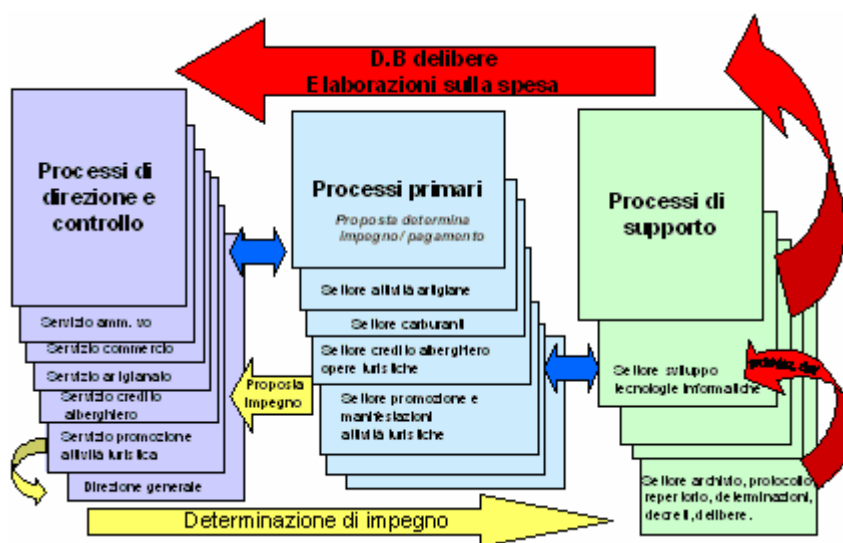 D.B delibere
Elaborazioni sulla spesa
Processi di
direzione e
controllo
Servizio amm. vo
Servizio commercio
Servizio artigianato
Servizio credito
alberghiero
Servizio promozione
attività turistica
Direzione generale
Processi primari
Proposta determina
impegno/ pagamento
Settore attività artigiane
Settore carburanti
Settore credito alberghiero
opere turistiche
Settore promozione e
manifestazioni
attività turistiche
Proposta
Impegno
Processi di
supporto
Settore sviluppo
tecnologie informatiche
Settore archivio, protocollo
repertorio, determinazioni,
decreti, delibere.
Determinazione di impegno